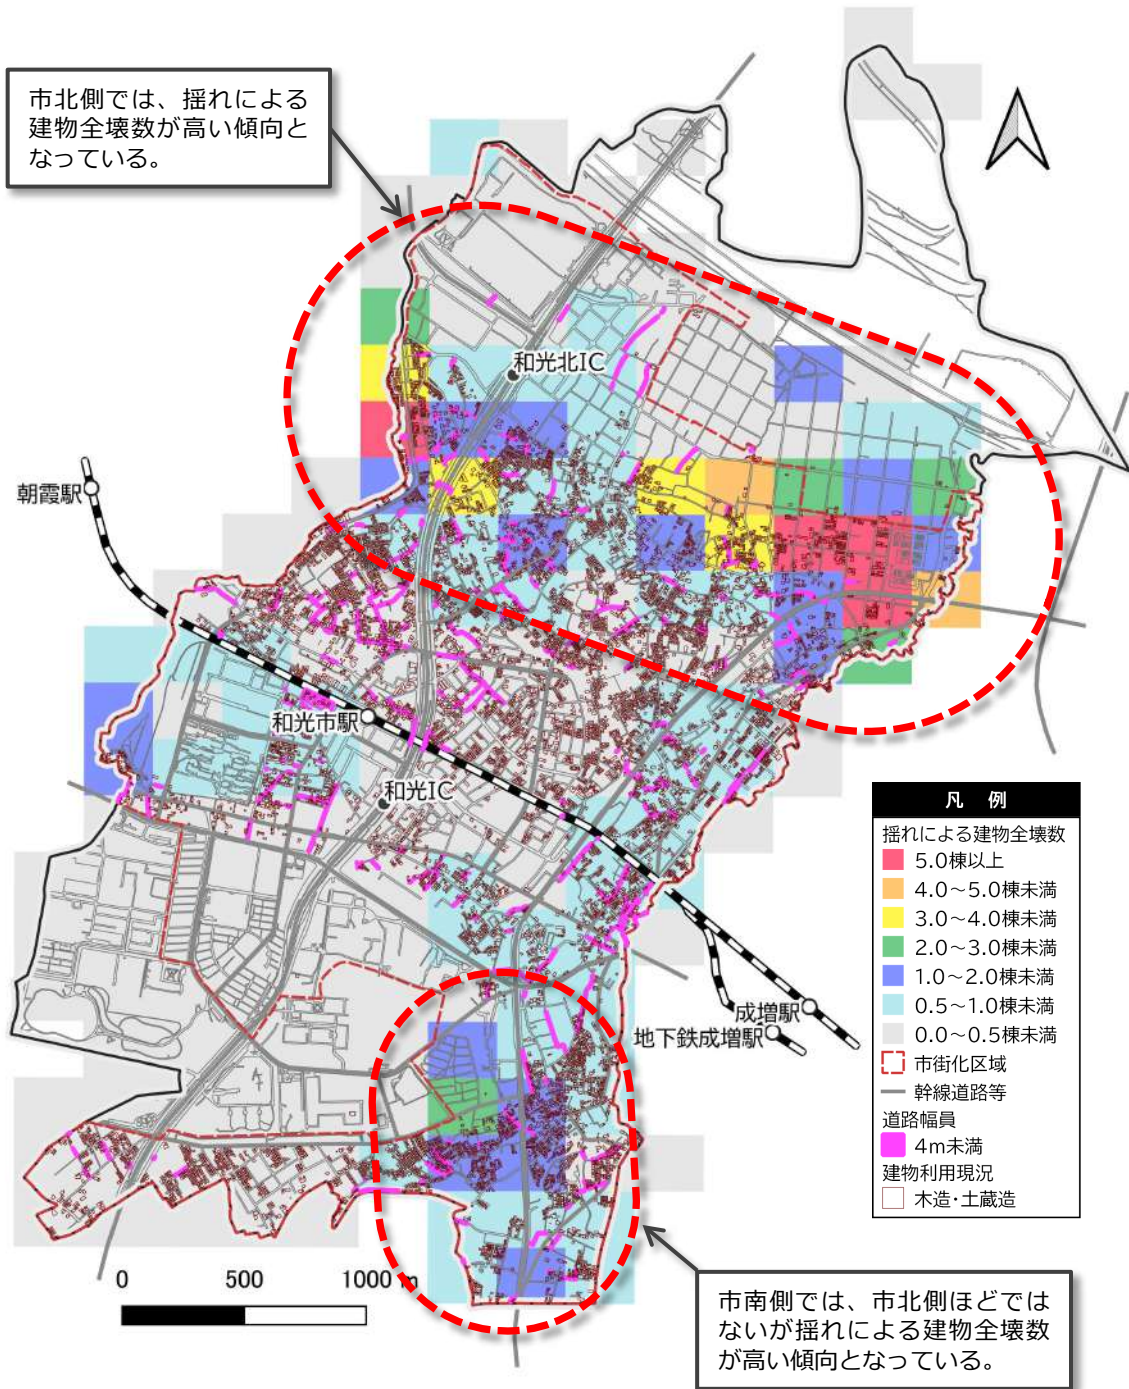 市北側では、揺れによる
建物全壊数が高い傾向と
なっている。
和光北IC
朝霞駅
和光市駅
和光IC
成増駅
地下鉄成増駅
凡 例
揺れによる建物全壊数
5.0棟以上
4.0～5.0棟未満
3.0～4.0棟未満
2.0～3.0棟未満
1.0～2.0棟未満
0.5～1.0棟未満
0.0～0.5棟未満
市街化区域
幹線道路等
道路幅員
4m未満
建物利用現況
木造・土蔵造
0 500 1000 m
市南側では、市北側ほどでは
ないが揺れによる建物全壊数
が高い傾向となっている。